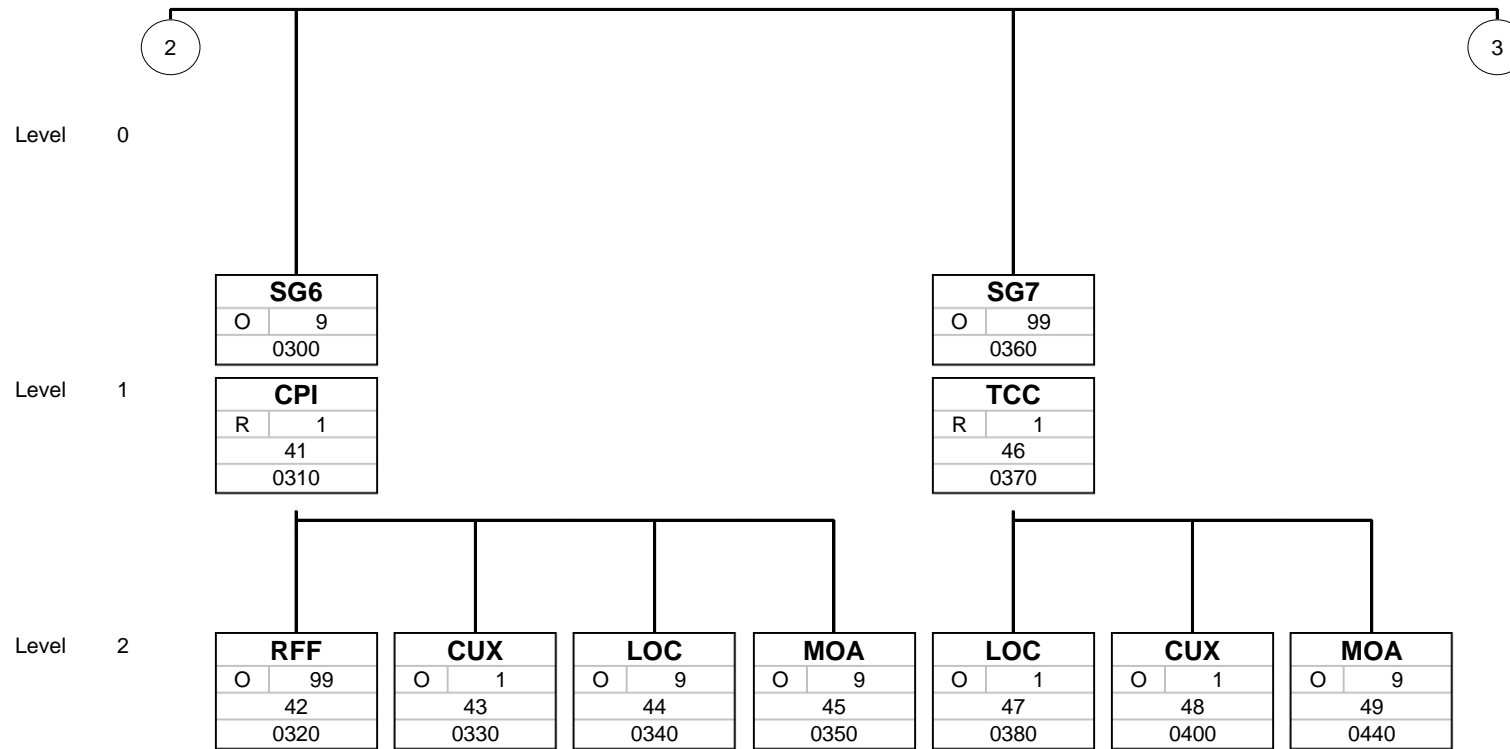 2 3
Level 0
SG6 SG7
O 9 O 99
0300 0360
Level 1
CPI TCC
R 1 R 1
41 46
0310 0370
Level 2
RFF CUX LOC MOA LOC CUX MOA
O 99 O 1 O 9 O 9 O 1 O 1 O 9
42 43 44 45 47 48 49
0320 0330 0340 0350 0380 0400 0440